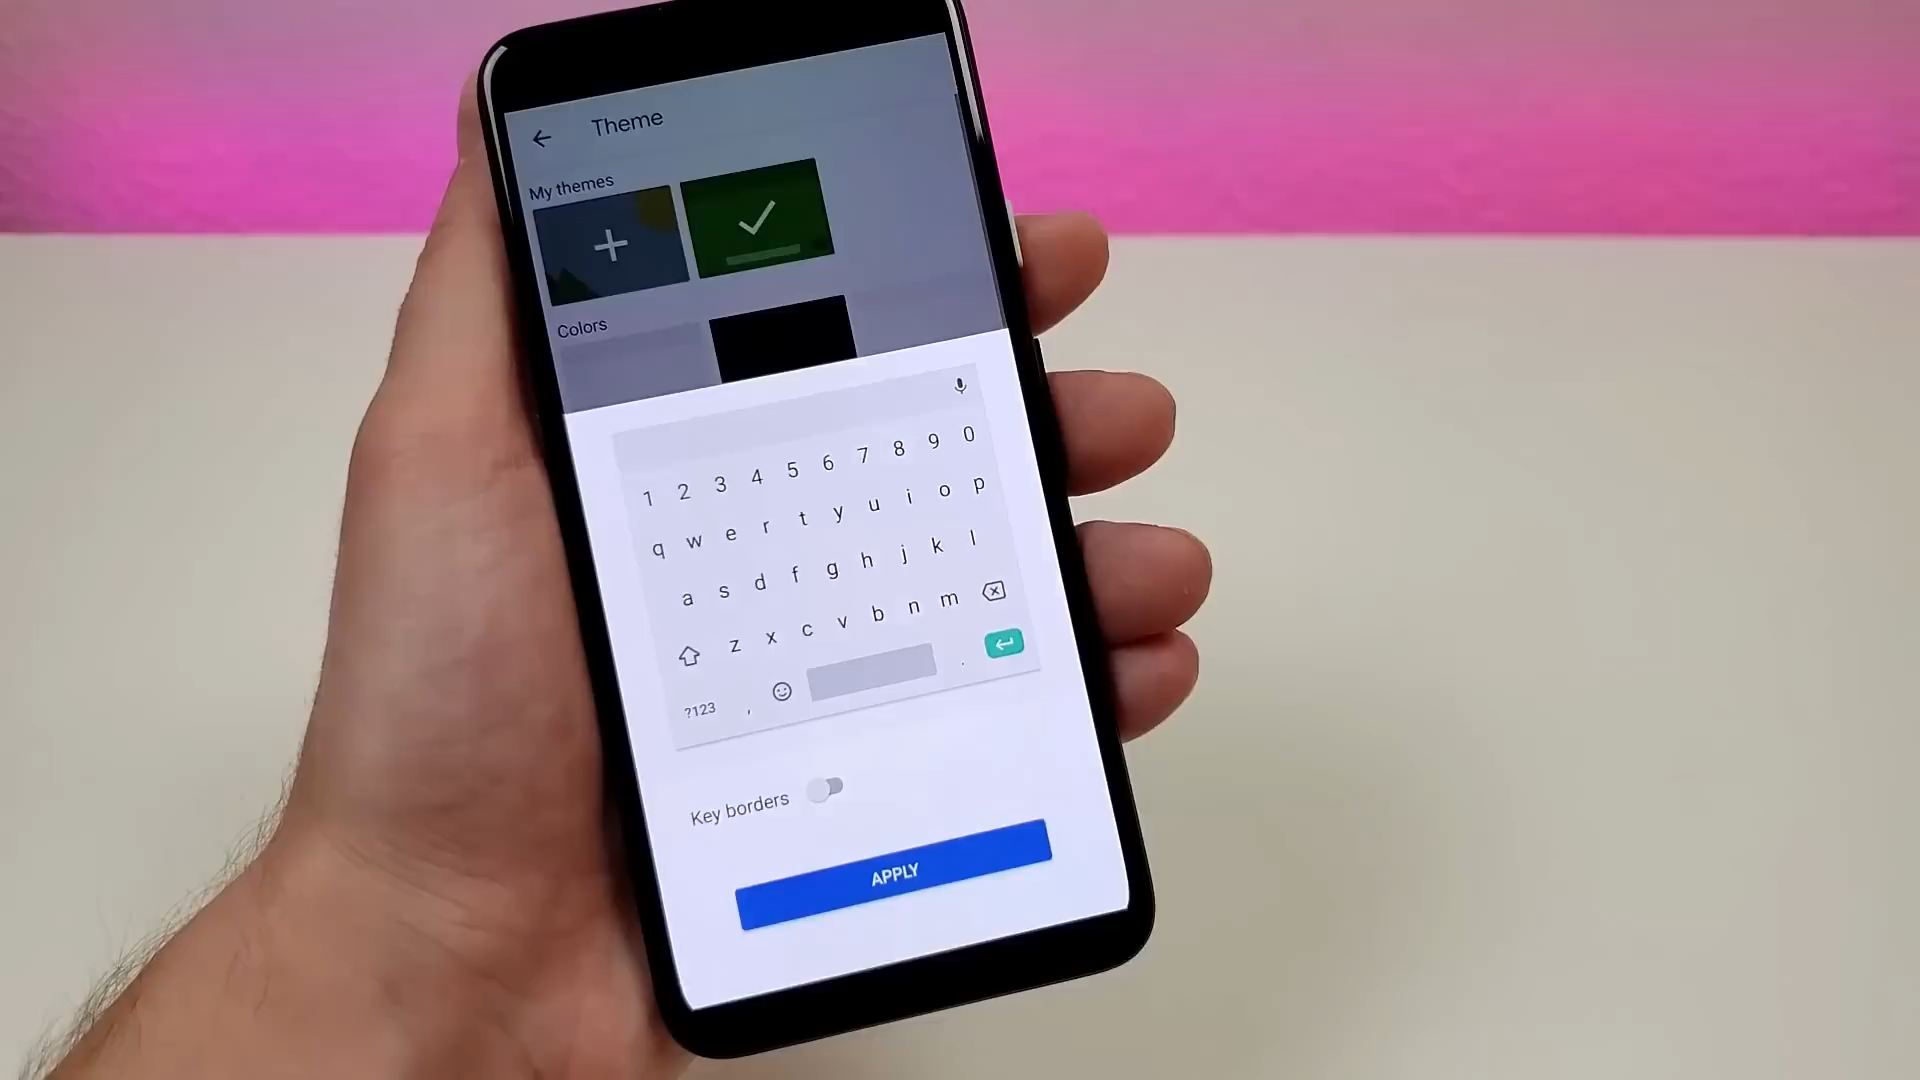 Theme
My themes
Colors
1 2 3 4 5 6 7 8 9 0
q w e r t y u i o p
a s d f g h j k l
z x c v b n m
?123 , .
Key borders
APPLY